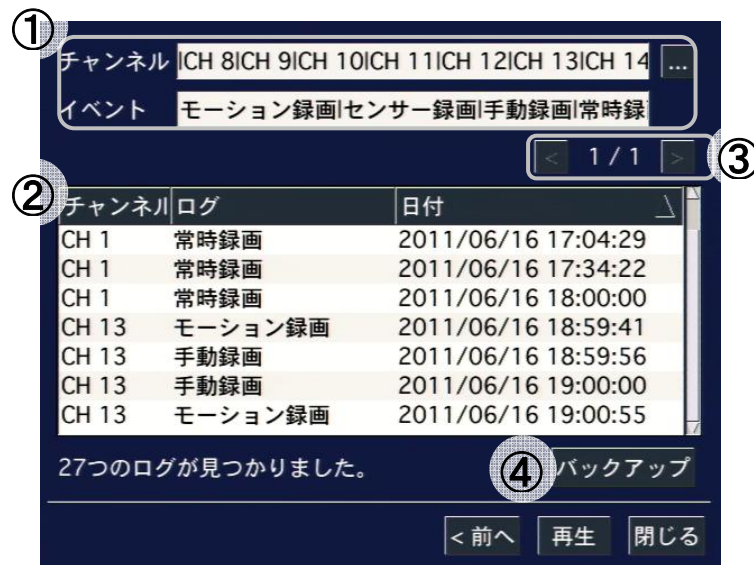 ①
チャンネル |CH 8|CH 9|CH 10|CH 11|CH 12|CH 13|CH 14 ...
イベント モーション録画|センサー録画|手動録画|常時録
< 1 / 1 > ③
②
チャンネル ログ 日付
CH 1 常時録画 2011/06/16 17:04:29
CH 1 常時録画 2011/06/16 17:34:22
CH 1 常時録画 2011/06/16 18:00:00
CH 13 モーション録画 2011/06/16 18:59:41
CH 13 手動録画 2011/06/16 18:59:56
CH 13 手動録画 2011/06/16 19:00:00
CH 13 モーション録画 2011/06/16 19:00:55
27つのログが見つかりました。 ④ バックアップ
< 前へ 再生 閉じる